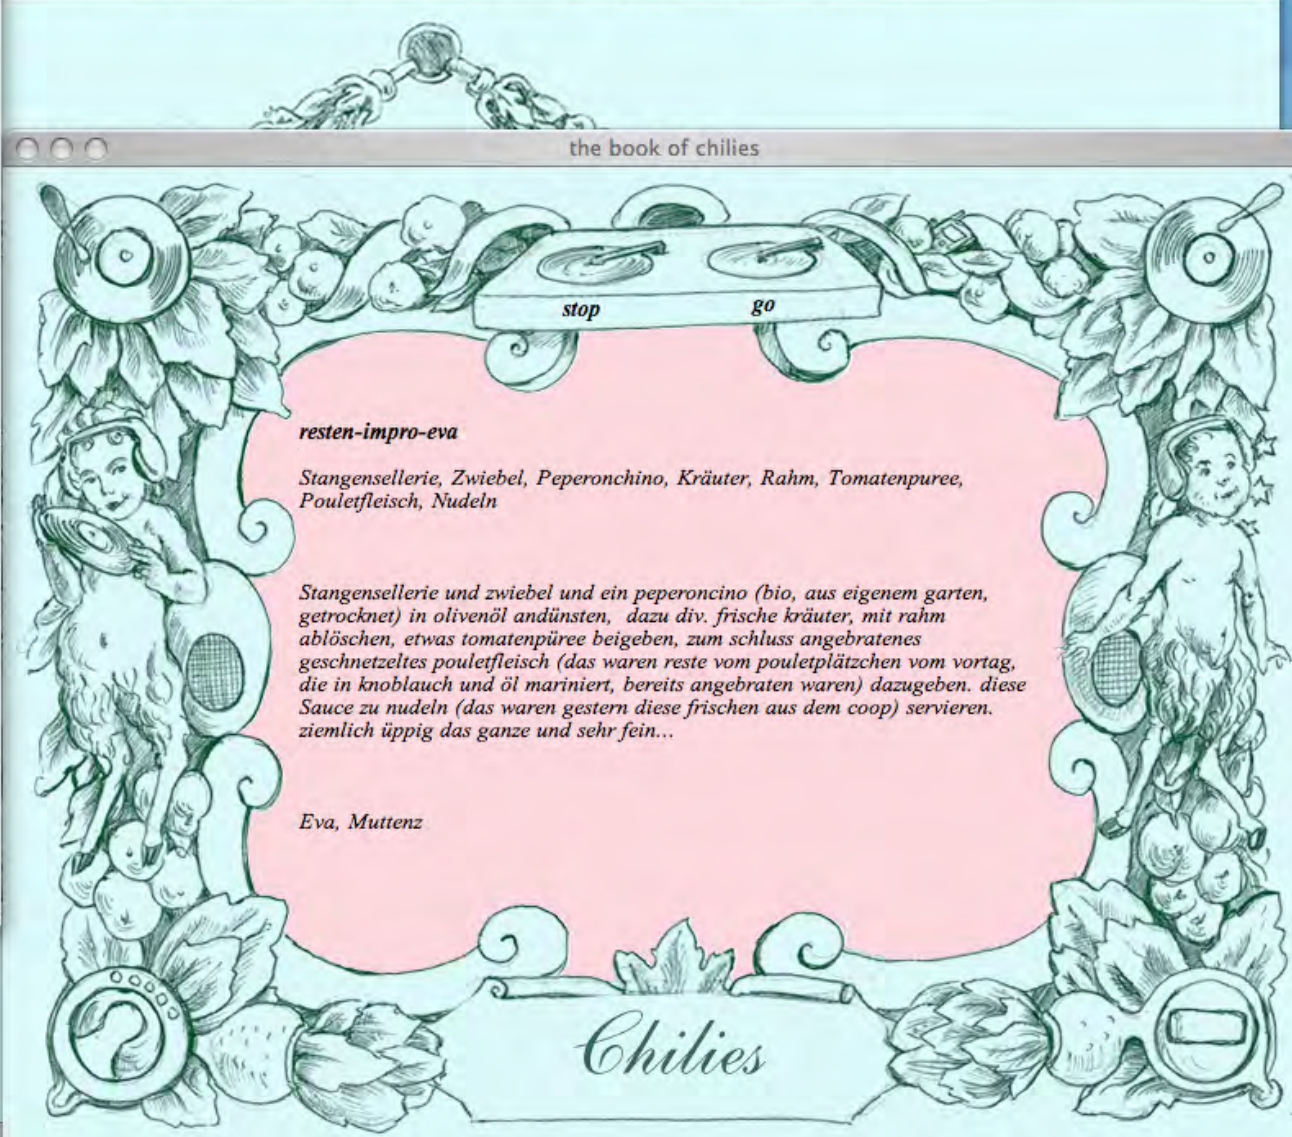 the book of chilies
stop go
resten-impro-eva
Stangensellerie, Zwiebel, Peperonchino, Kräuter, Rahm, Tomatenpuree,
Pouletfleisch, Nudeln
Stangensellerie und zwiebel und ein peperoncino (bio, aus eigenem garten,
getrocknet) in olivenöl andünsten,  dazu div. frische kräuter, mit rahm
ablöschen, etwas tomatenpüree beigeben, zum schluss angebratenes
geschnetzeltes pouletfleisch (das waren reste vom pouletplätzchen vom vortag,
die in knoblauch und öl mariniert, bereits angebraten waren) dazugeben. diese
Sauce zu nudeln (das waren gestern diese frischen aus dem coop) servieren.
ziemlich üppig das ganze und sehr fein...
Eva, Muttenz
Chilies